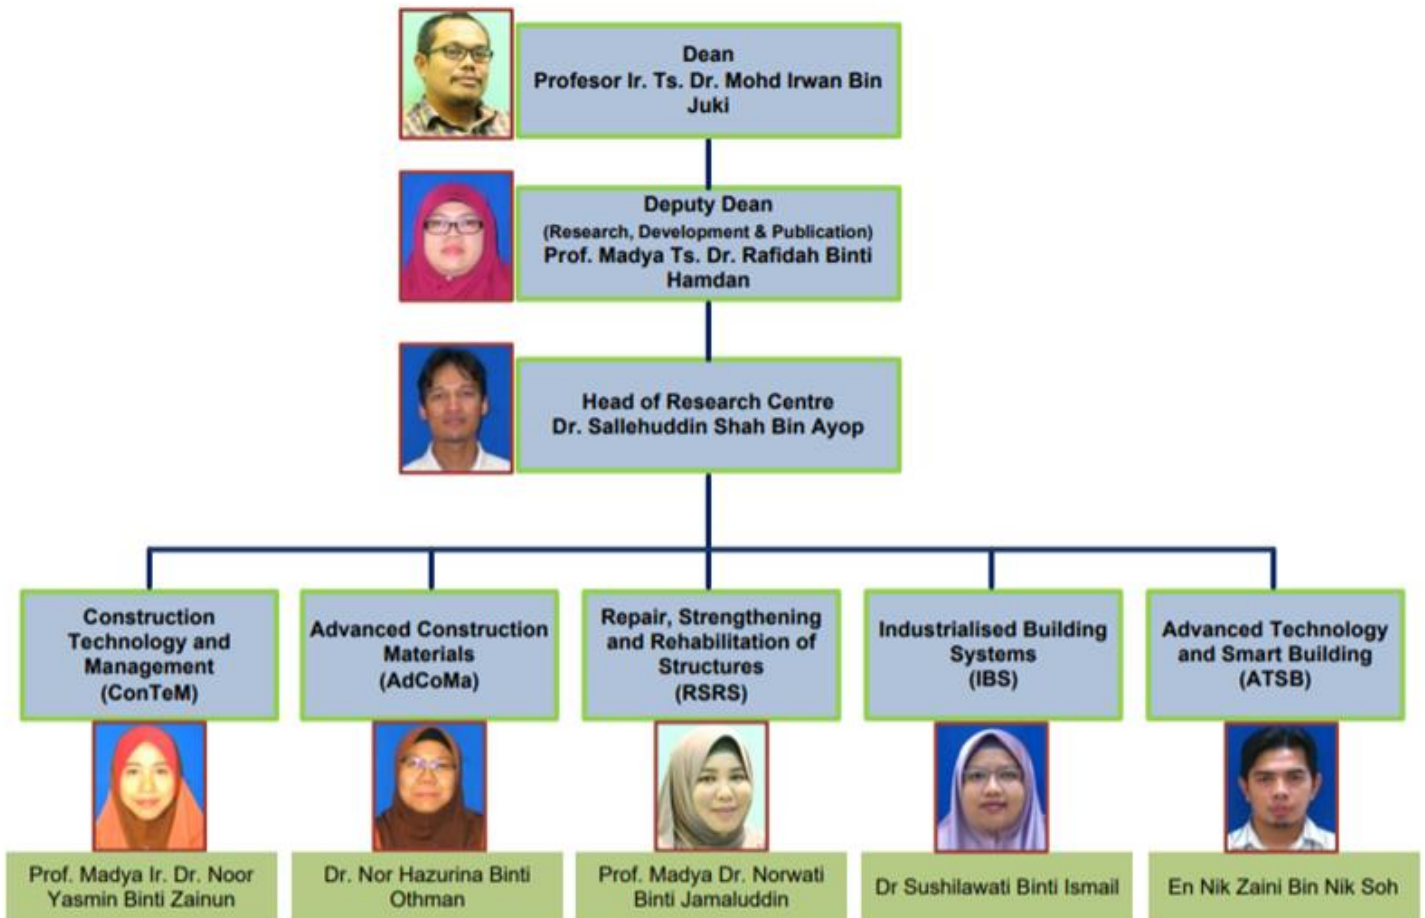 Dean
Profesor Ir. Ts. Dr. Mohd Irwan Bin
Juki
Deputy Dean
(Research, Development & Publication)
Prof. Madya Ts. Dr. Rafidah Binti
Hamdan
Head of Research Centre
Dr. Sallehuddin Shah Bin Ayop
Construction
Technology and
Management
(ConTeM)
Advanced Construction
Materials
(AdCoMa)
Repair, Strengthening
and Rehabilitation of
Structures
(RSRS)
Industrialised Building
Systems
(IBS)
Advanced Technology
and Smart Building
(ATSB)
Prof. Madya Ir. Dr. Noor
Yasmin Binti Zainun
Dr. Nor Hazurina Binti
Othman
Prof. Madya Dr. Norwati
Binti Jamaluddin
Dr Sushilawati Binti Ismail
En Nik Zaini Bin Nik Soh